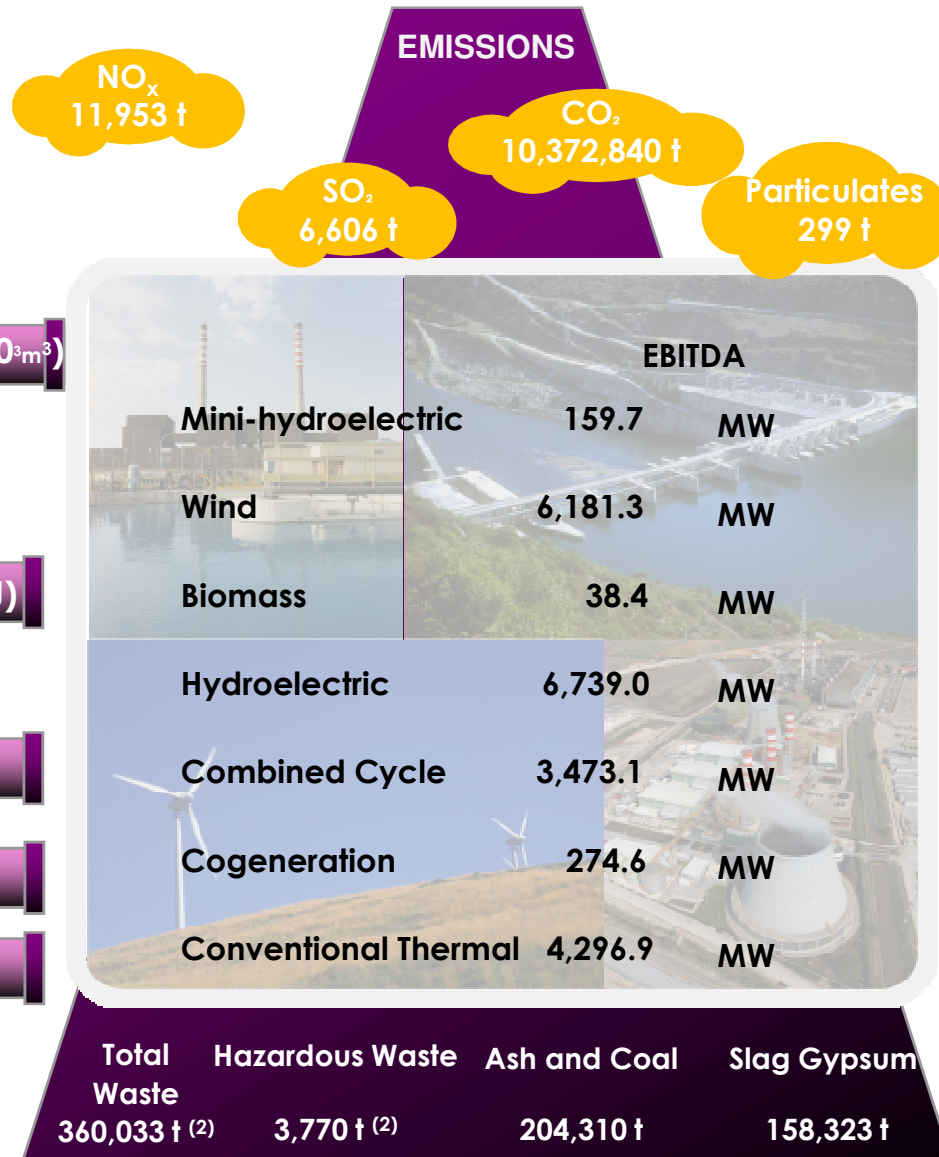 EMISSIONS
NOx
11,953 t
CO₂
10,372,840 t
SO₂
6,606 t
Particulates
299 t
0³m³)
EBITDA
Mini-hydroelectric 159.7 MW
Wind 6,181.3 MW
Biomass 38.4 MW
)
Hydroelectric 6,739.0 MW
Combined Cycle 3,473.1 MW
Cogeneration 274.6 MW
Conventional Thermal 4,296.9 MW
Total Hazardous Waste Ash and Coal Slag Gypsum
Waste
360,033 t (2) 3,770 t (2) 204,310 t 158,323 t